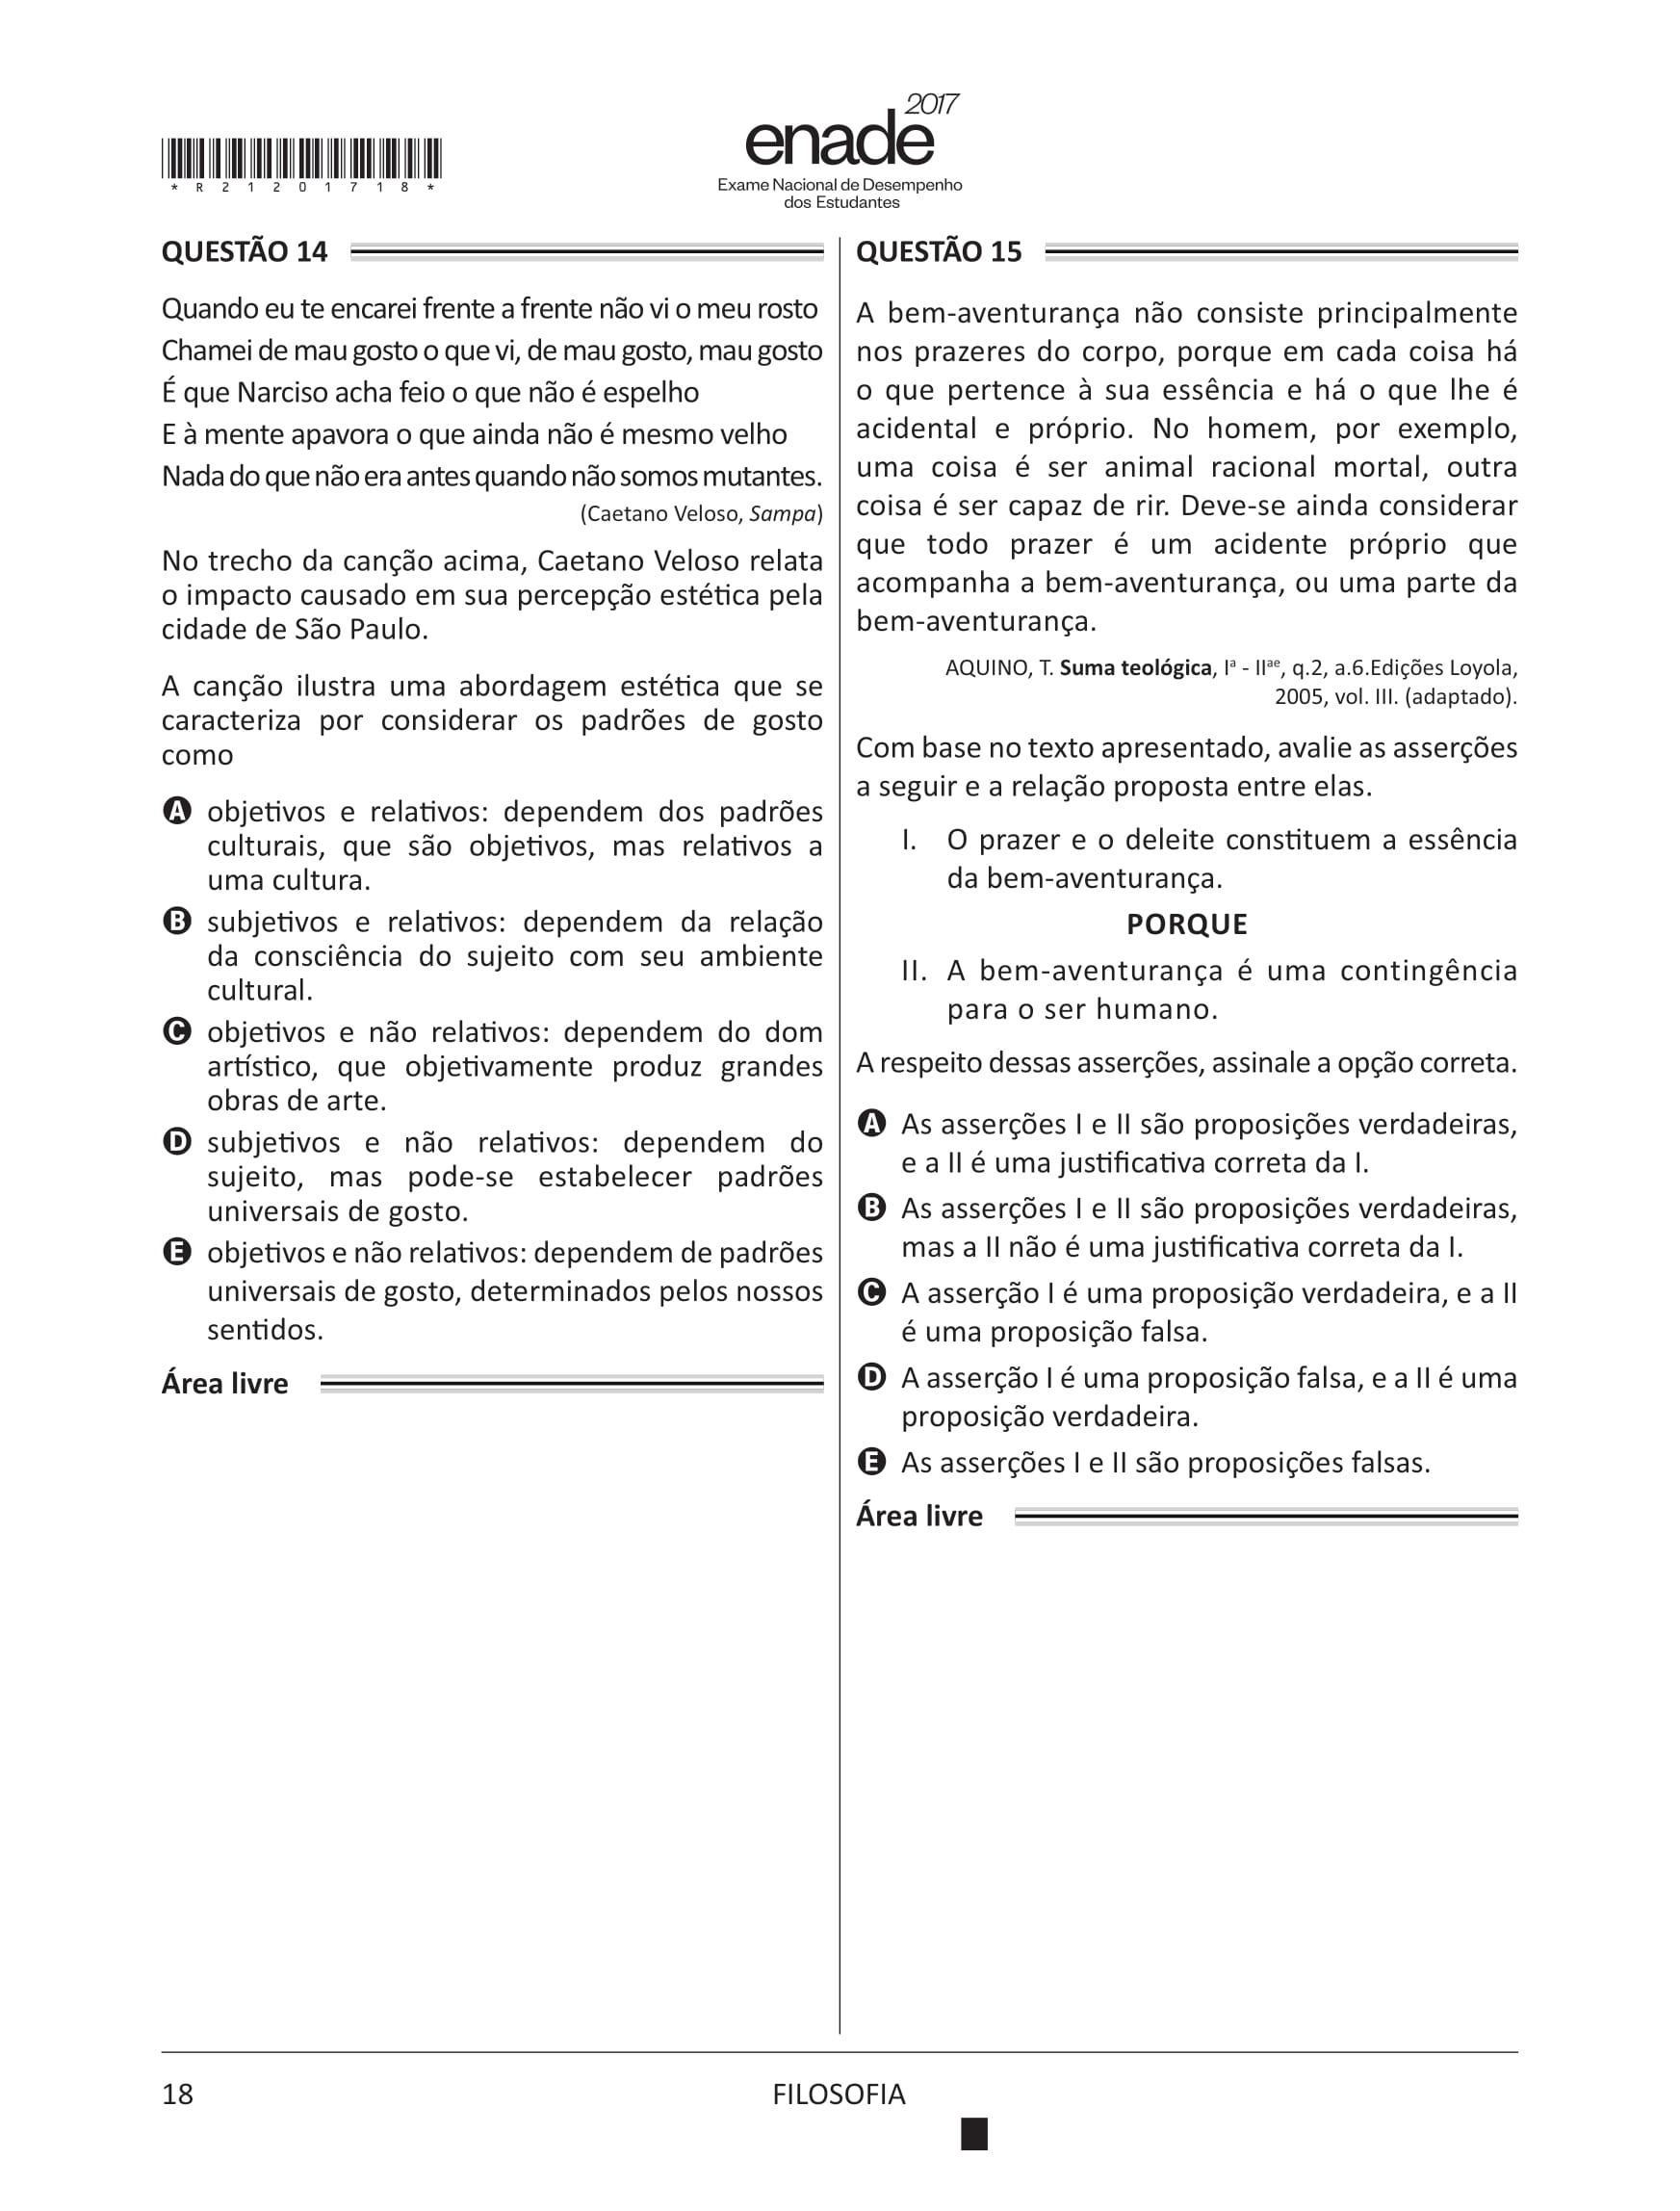 2017
enade
Exame Nacional de Desempenho
dos Estudantes
* R 2 1 2 0 1 7 1 8 *
QUESTÃO 14
Quando eu te encarei frente a frente não vi o meu rosto
Chamei de mau gosto o que vi, de mau gosto, mau gosto
É que Narciso acha feio o que não é espelho
E à mente apavora o que ainda não é mesmo velho
Nada do que não era antes quando não somos mutantes.
(Caetano Veloso, Sampa)
No trecho da canção acima, Caetano Veloso relata
o impacto causado em sua percepção estética pela
cidade de São Paulo.
A canção ilustra uma abordagem estética que se
caracteriza por considerar os padrões de gosto
como
A objetivos e relativos: dependem dos padrões
culturais, que são objetivos, mas relativos a
uma cultura.
B subjetivos e relativos: dependem da relação
da consciência do sujeito com seu ambiente
cultural.
C objetivos e não relativos: dependem do dom
artístico, que objetivamente produz grandes
obras de arte.
D subjetivos e não relativos: dependem do
sujeito, mas pode-se estabelecer padrões
universais de gosto.
E objetivos e não relativos: dependem de padrões
universais de gosto, determinados pelos nossos
sentidos.
Área livre
QUESTÃO 15
A bem-aventurança não consiste principalmente
nos prazeres do corpo, porque em cada coisa há
o que pertence à sua essência e há o que lhe é
acidental e próprio. No homem, por exemplo,
uma coisa é ser animal racional mortal, outra
coisa é ser capaz de rir. Deve-se ainda considerar
que todo prazer é um acidente próprio que
acompanha a bem-aventurança, ou uma parte da
bem-aventurança.
AQUINO, T. Suma teológica, Iª - IIªᵉ, q.2, a.6.Edições Loyola,
2005, vol. III. (adaptado).
Com base no texto apresentado, avalie as asserções
a seguir e a relação proposta entre elas.
I. O prazer e o deleite constituem a essência
da bem-aventurança.
PORQUE
II. A bem-aventurança é uma contingência
para o ser humano.
A respeito dessas asserções, assinale a opção correta.
A As asserções I e II são proposições verdadeiras,
e a II é uma justificativa correta da I.
B As asserções I e II são proposições verdadeiras,
mas a II não é uma justificativa correta da I.
C A asserção I é uma proposição verdadeira, e a II
é uma proposição falsa.
D A asserção I é uma proposição falsa, e a II é uma
proposição verdadeira.
E As asserções I e II são proposições falsas.
Área livre
18
FILOSOFIA